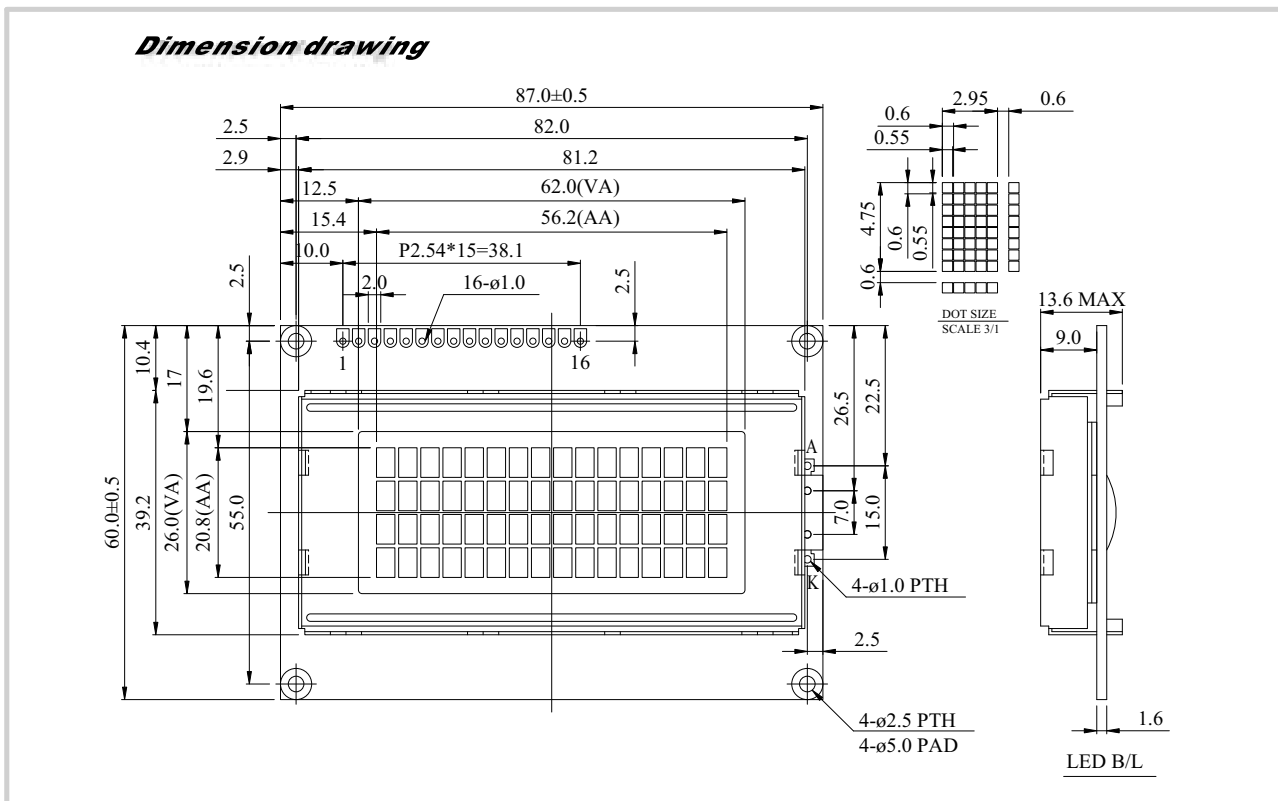 Dimension drawing
87.0±0.5
2.5
82.0
2.9
81.2
12.5
62.0(VA)
15.4
56.2(AA)
10.0
P2.54*15=38.1
2.5
2.0
16-ø1.0
2.5
1
16
10.4
17
19.6
60.0±0.5
39.2
26.0(VA)
20.8(AA)
55.0
26.5
22.5
A
7.0
15.0
K
4-ø1.0 PTH
2.5
4-ø2.5 PTH
4-ø5.0 PAD
2.95
0.6
0.6
0.55
4.75
0.6
0.55
0.6
DOT SIZE
SCALE 3/1
13.6 MAX
9.0
1.6
LED B/L